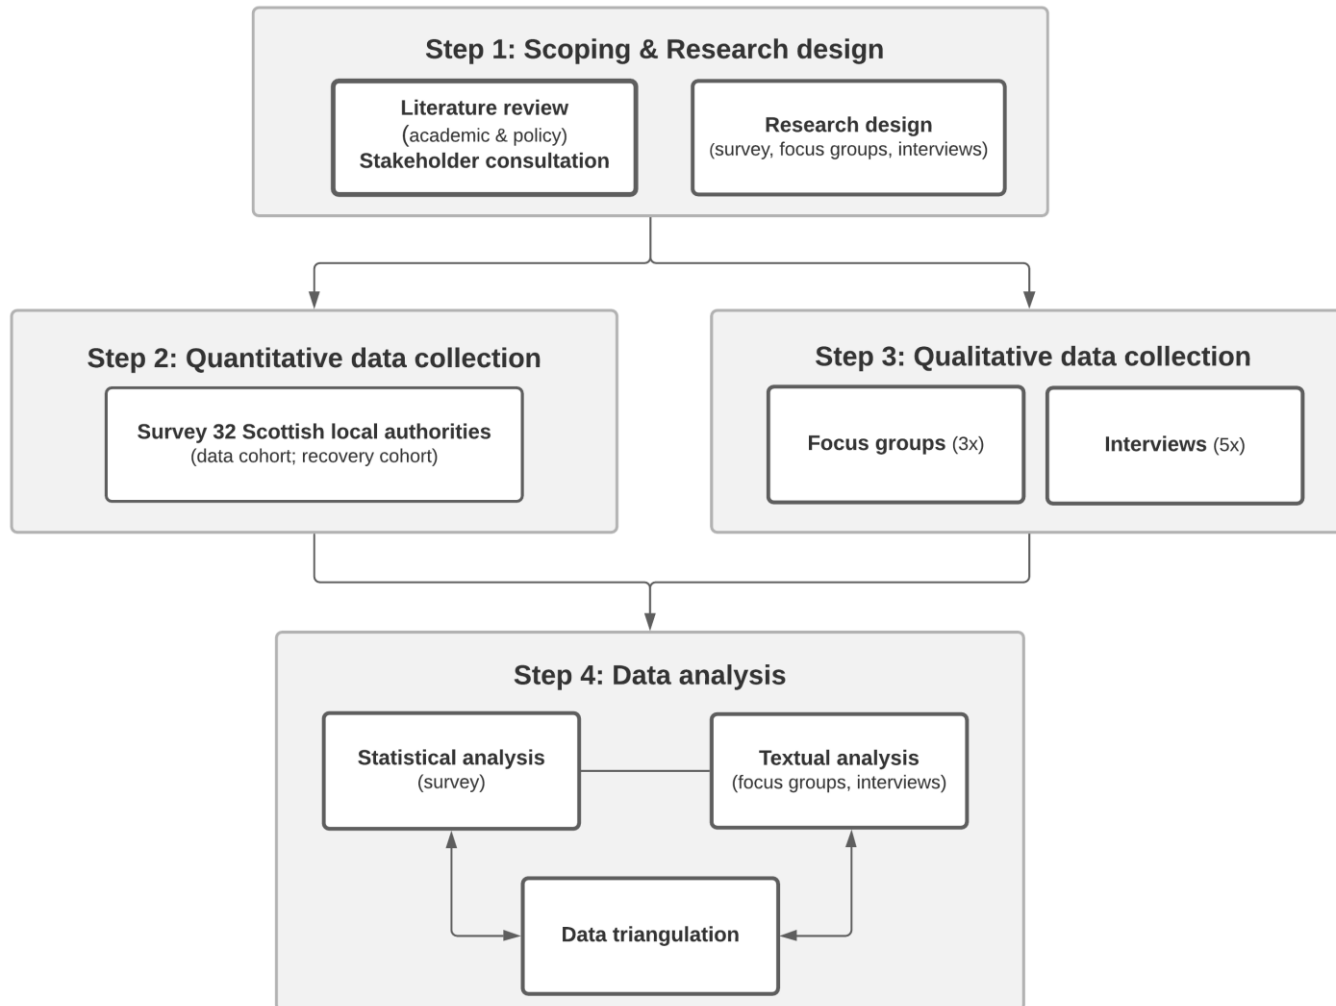 Step 1: Scoping & Research design
Literature review
(academic & policy)
Stakeholder consultation
Research design
(survey, focus groups, interviews)
Step 2: Quantitative data collection
Survey 32 Scottish local authorities
(data cohort; recovery cohort)
Step 3: Qualitative data collection
Focus groups (3x)
Interviews (5x)
Step 4: Data analysis
Statistical analysis
(survey)
Textual analysis
(focus groups, interviews)
Data triangulation